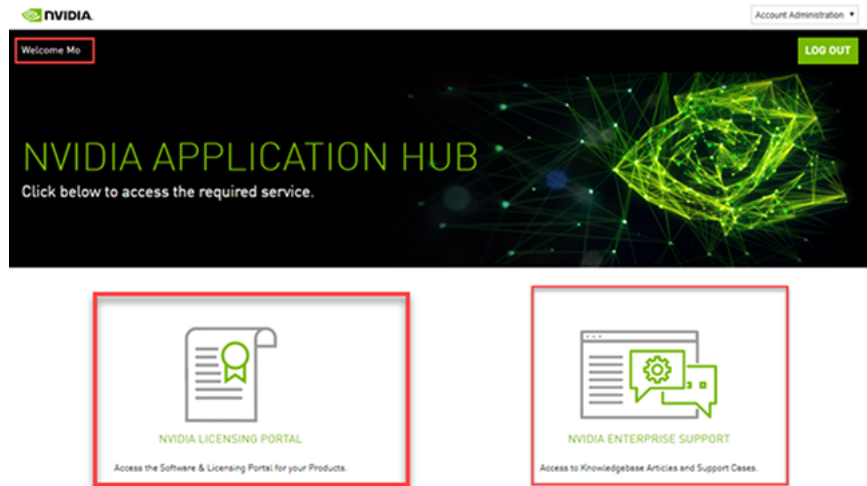 NVIDIA.
Account Administration
Welcome Mo
LOG OUT
NVIDIA APPLICATION HUB
Click below to access the required service.
NVIDIA LICENSING PORTAL
Access the Software & Licensing Portal for your Products.
NVIDIA ENTERPRISE SUPPORT
Access to Knowledgebase Articles and Support Cases.